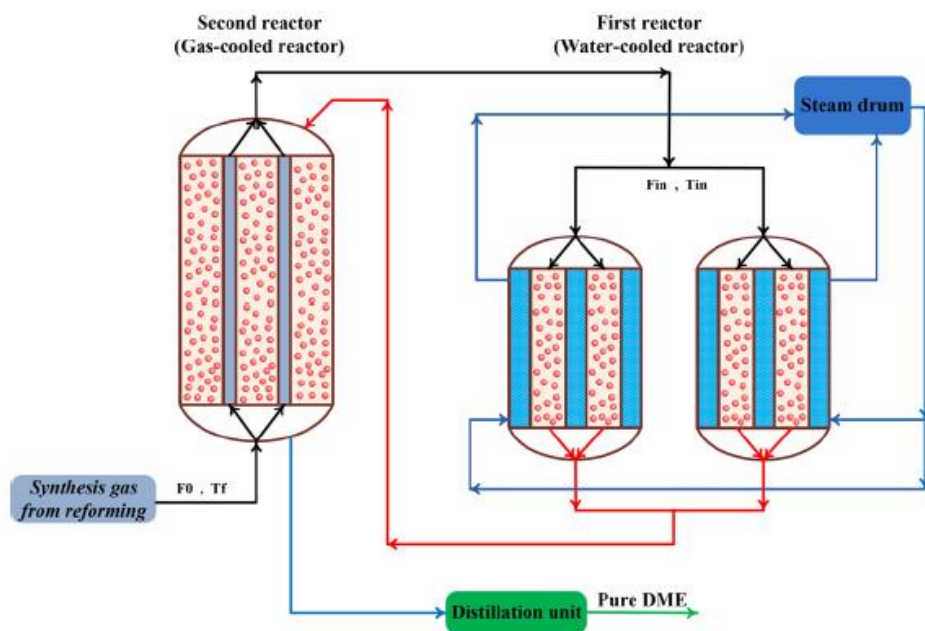 Second reactor
(Gas-cooled reactor)
First reactor
(Water-cooled reactor)
Steam drum
Fin , Tin
Synthesis gas
from reforming
F0 , Tf
Distillation unit
Pure DME